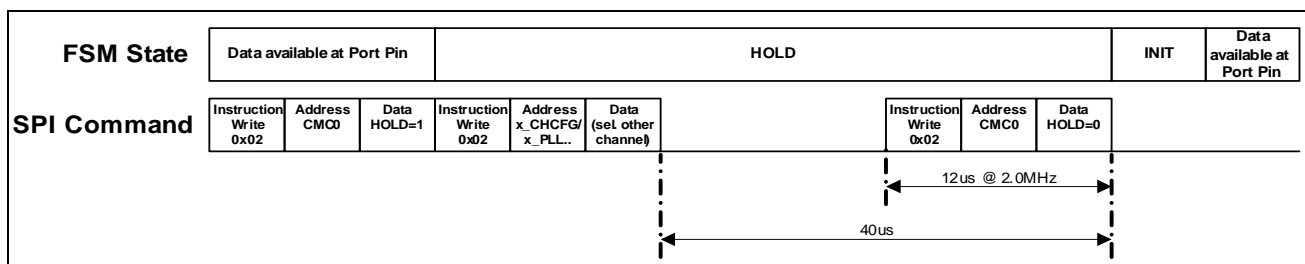 FSM State
Data available at Port Pin
HOLD
INIT
Data
available at
Port Pin
SPI Command
Instruction
Write
0x02
Address
CMC0
Data
HOLD=1
Instruction
Write
0x02
Address
x_CHCFG/
x_PLL..
Data
(sel. other
channel)
Instruction
Write
0x02
Address
CMC0
Data
HOLD=0
12us @ 2.0MHz
40us